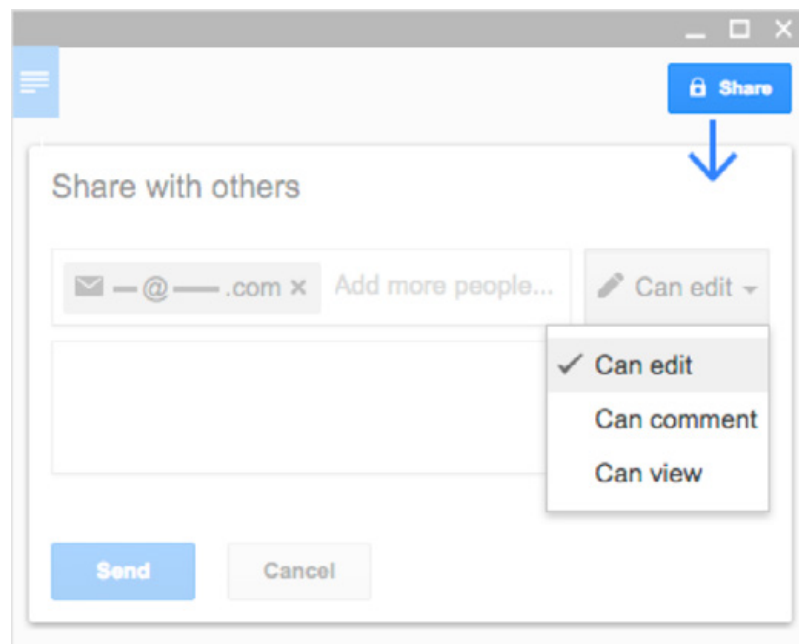 Share
Share with others
@ .com × Add more people...
Can edit
Can edit
Can comment
Can view
Send
Cancel